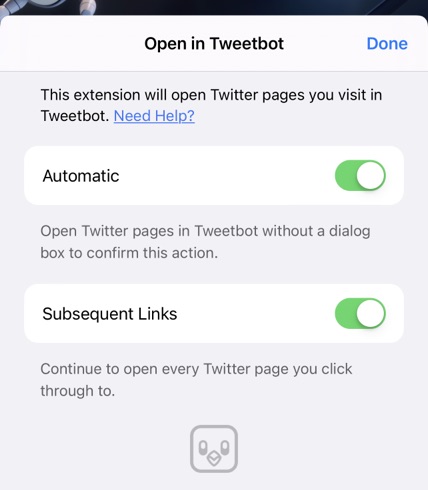 Open in Tweetbot
Done
This extension will open Twitter pages you visit in
Tweetbot. Need Help?
Automatic
Open Twitter pages in Tweetbot without a dialog
box to confirm this action.
Subsequent Links
Continue to open every Twitter page you click
through to.